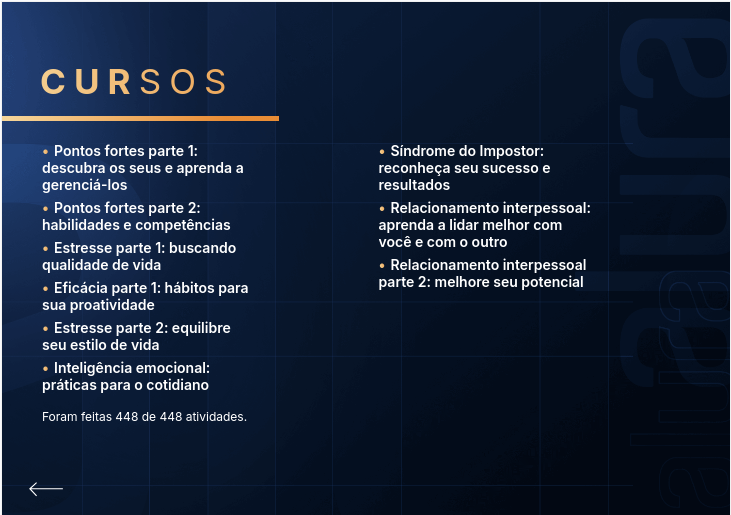 CURSOS
• Pontos fortes parte 1:
descubra os seus e aprenda a
gerenciá-los
• Pontos fortes parte 2:
habilidades e competências
• Estresse parte 1: buscando
qualidade de vida
• Eficácia parte 1: hábitos para
sua proatividade
• Estresse parte 2: equilibre
seu estilo de vida
• Inteligência emocional:
práticas para o cotidiano
Foram feitas 448 de 448 atividades.
• Síndrome do Impostor:
reconheça seu sucesso e
resultados
• Relacionamento interpessoal:
aprenda a lidar melhor com
você e com o outro
• Relacionamento interpessoal
parte 2: melhore seu potencial
alura
alura